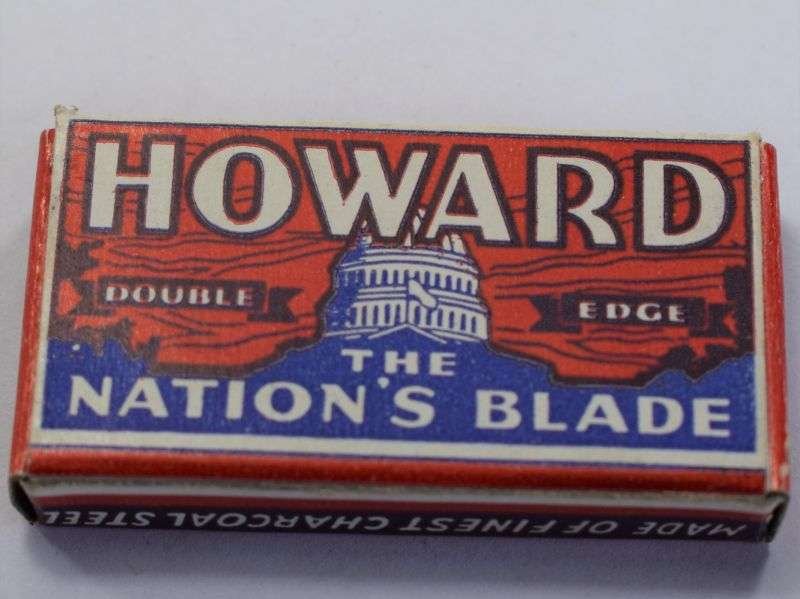 HOWARD
DOUBLE EDGE
THE
NATION'S BLADE
MADE OF FINEST CHARCOAL STEEL